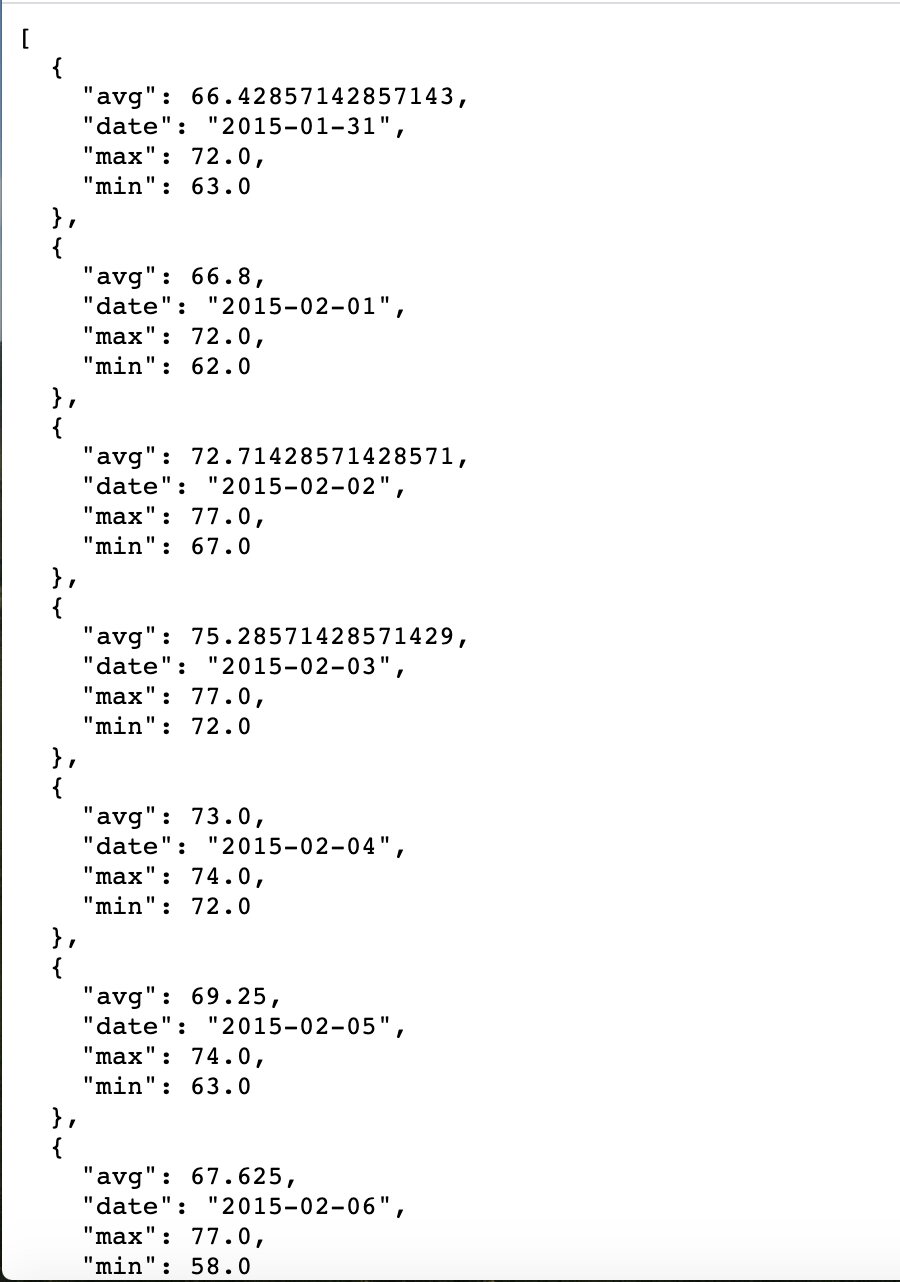 [
  {
    "avg": 66.42857142857143,
    "date": "2015-01-31",
    "max": 72.0,
    "min": 63.0
  },
  {
    "avg": 66.8,
    "date": "2015-02-01",
    "max": 72.0,
    "min": 62.0
  },
  {
    "avg": 72.71428571428571,
    "date": "2015-02-02",
    "max": 77.0,
    "min": 67.0
  },
  {
    "avg": 75.28571428571429,
    "date": "2015-02-03",
    "max": 77.0,
    "min": 72.0
  },
  {
    "avg": 73.0,
    "date": "2015-02-04",
    "max": 74.0,
    "min": 72.0
  },
  {
    "avg": 69.25,
    "date": "2015-02-05",
    "max": 74.0,
    "min": 63.0
  },
  {
    "avg": 67.625,
    "date": "2015-02-06",
    "max": 77.0,
    "min": 58.0